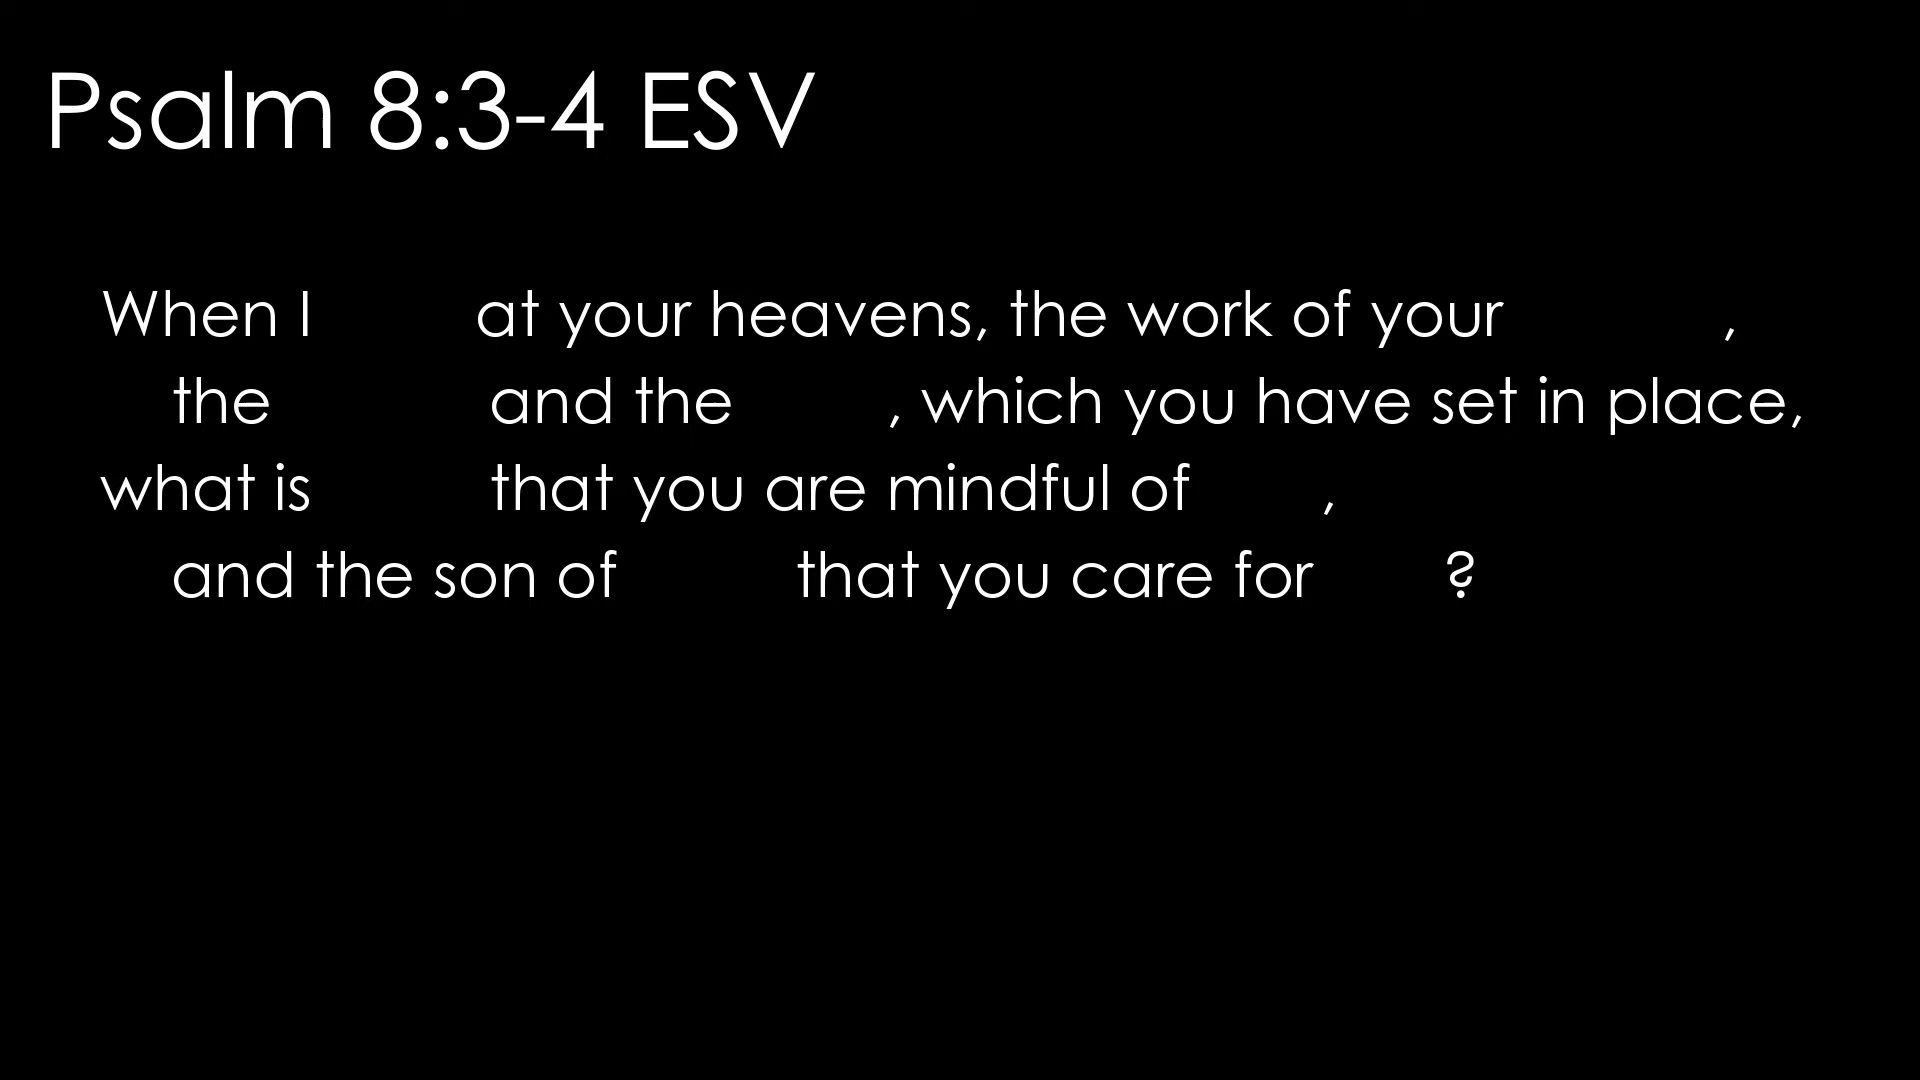 Psalm 8:3-4 ESV
When I at your heavens, the work of your ,
the and the , which you have set in place,
what is that you are mindful of ,
and the son of that you care for ?